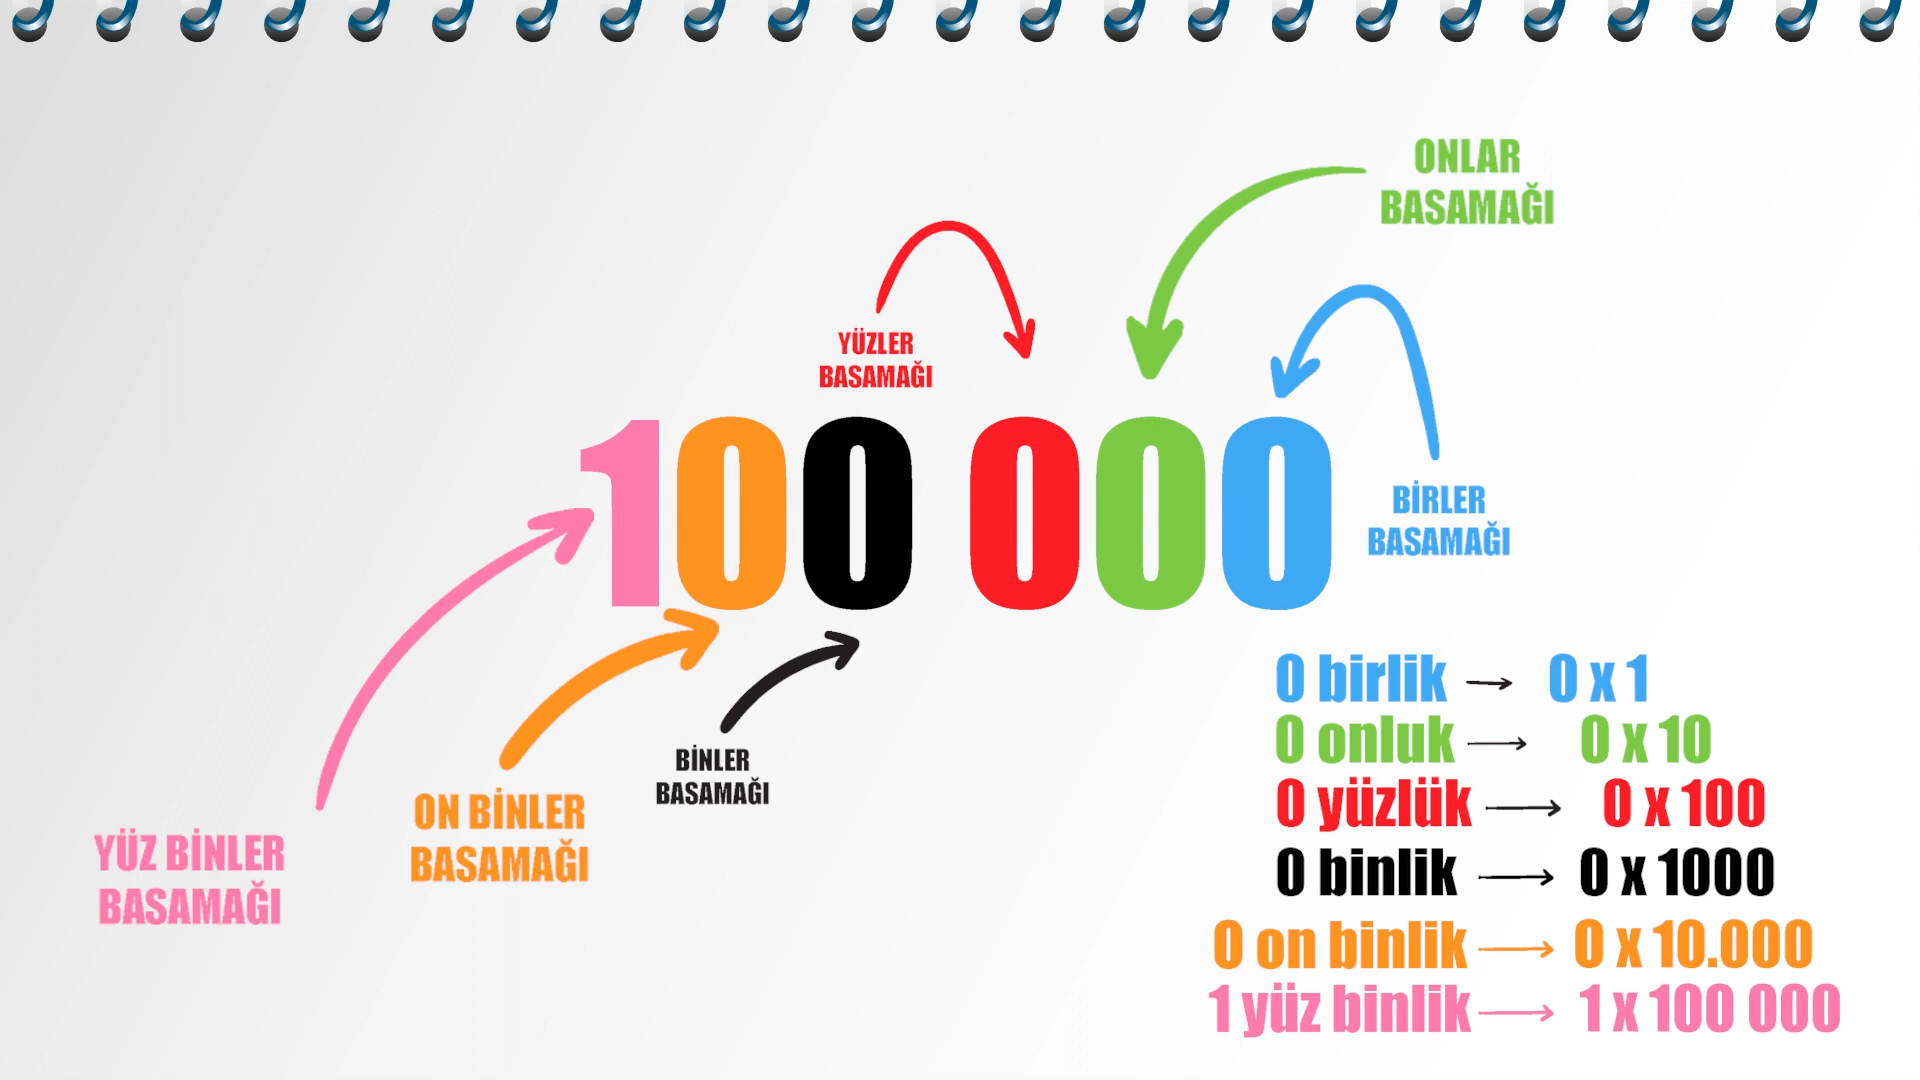 ONLAR
BASAMAĞI
YÜZLER
BASAMAĞI
100 000
BİRLER
BASAMAĞI
BİNLER
BASAMAĞI
ON BİNLER
BASAMAĞI
YÜZ BİNLER
BASAMAĞI
0 birlik → 0 x 1
0 onluk → 0 x 10
0 yüzlük → 0 x 100
0 binlik → 0 x 1000
0 on binlik → 0 x 10.000
1 yüz binlik → 1 x 100 000